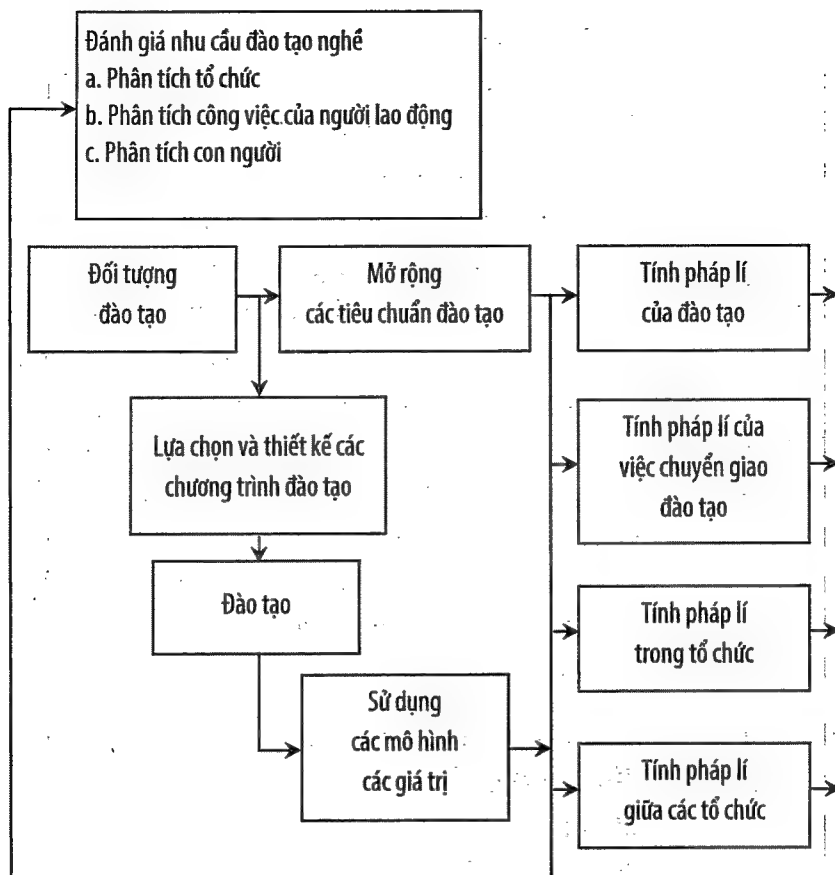 Đánh giá nhu cầu đào tạo nghề
a. Phân tích tổ chức
b. Phân tích công việc của người lao động
c. Phân tích con người
Đối tượng
đào tạo
Mở rộng
các tiêu chuẩn đào tạo
Tính pháp lí
của đào tạo
Lựa chọn và thiết kế các
chương trình đào tạo
Tính pháp lí của
việc chuyển giao
đào tạo
Đào tạo
Tính pháp lí
trong tổ chức
Sử dụng
các mô hình
các giá trị
Tính pháp lí
giữa các tổ chức